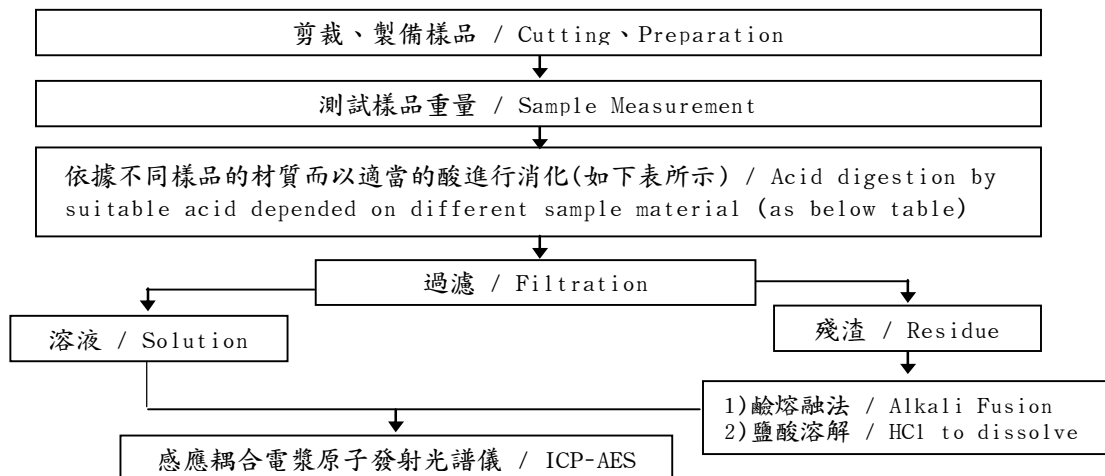 剪裁、製備樣品 / Cutting、Preparation
測試樣品重量 / Sample Measurement
依據不同樣品的材質而以適當的酸進行消化(如下表所示) / Acid digestion by
suitable acid depended on different sample material (as below table)
過濾 / Filtration
溶液 / Solution
殘渣 / Residue
1)鹼熔融法 / Alkali Fusion
2)鹽酸溶解 / HCl to dissolve
感應耦合電漿原子發射光譜儀 / ICP-AES